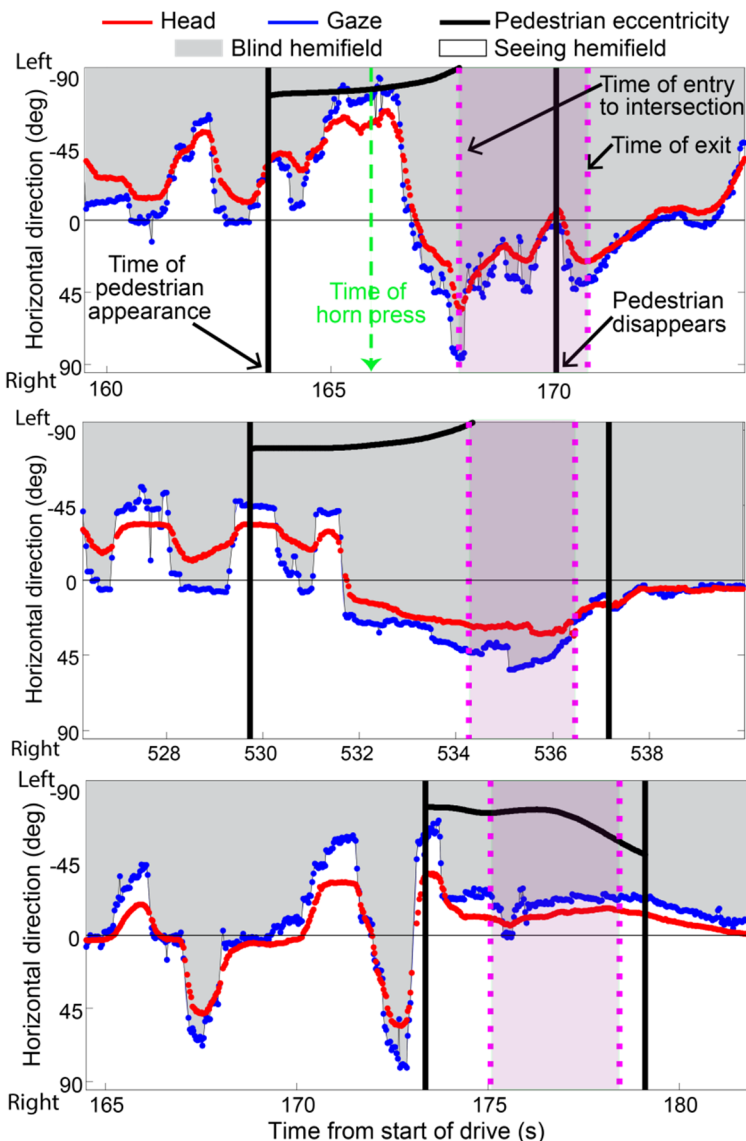 Head Gaze Pedestrian eccentricity
Blind hemifield Seeing hemifield
Left
-90
-45
0
45
90
Right
Horizontal direction (deg)
Time of entry
to intersection
Time of exit
Time of
pedestrian
appearance
Time of
horn press
Pedestrian
disappears
160 165 170
Left
-90
-45
0
45
90
Right
Horizontal direction (deg)
528 530 532 534 536 538
Left
-90
-45
0
45
90
Right
Horizontal direction (deg)
165 170 175 180
Time from start of drive (s)